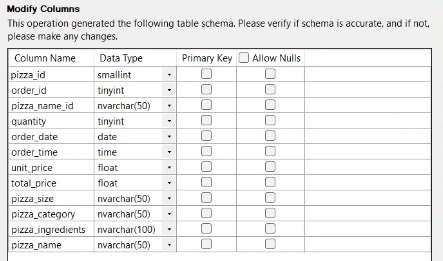 Modify Columns
This operation generated the following table schema. Please verify if schema is accurate, and if not,
please make any changes.
Column Name Data Type Primary Key Allow Nulls
pizza_id smallint
order_id tinyint
pizza_name_id nvarchar(50)
quantity tinyint
order_date date
order_time time
unit_price float
total_price float
pizza_size nvarchar(50)
pizza_category nvarchar(50)
pizza_ingredients nvarchar(100)
pizza_name nvarchar(50)